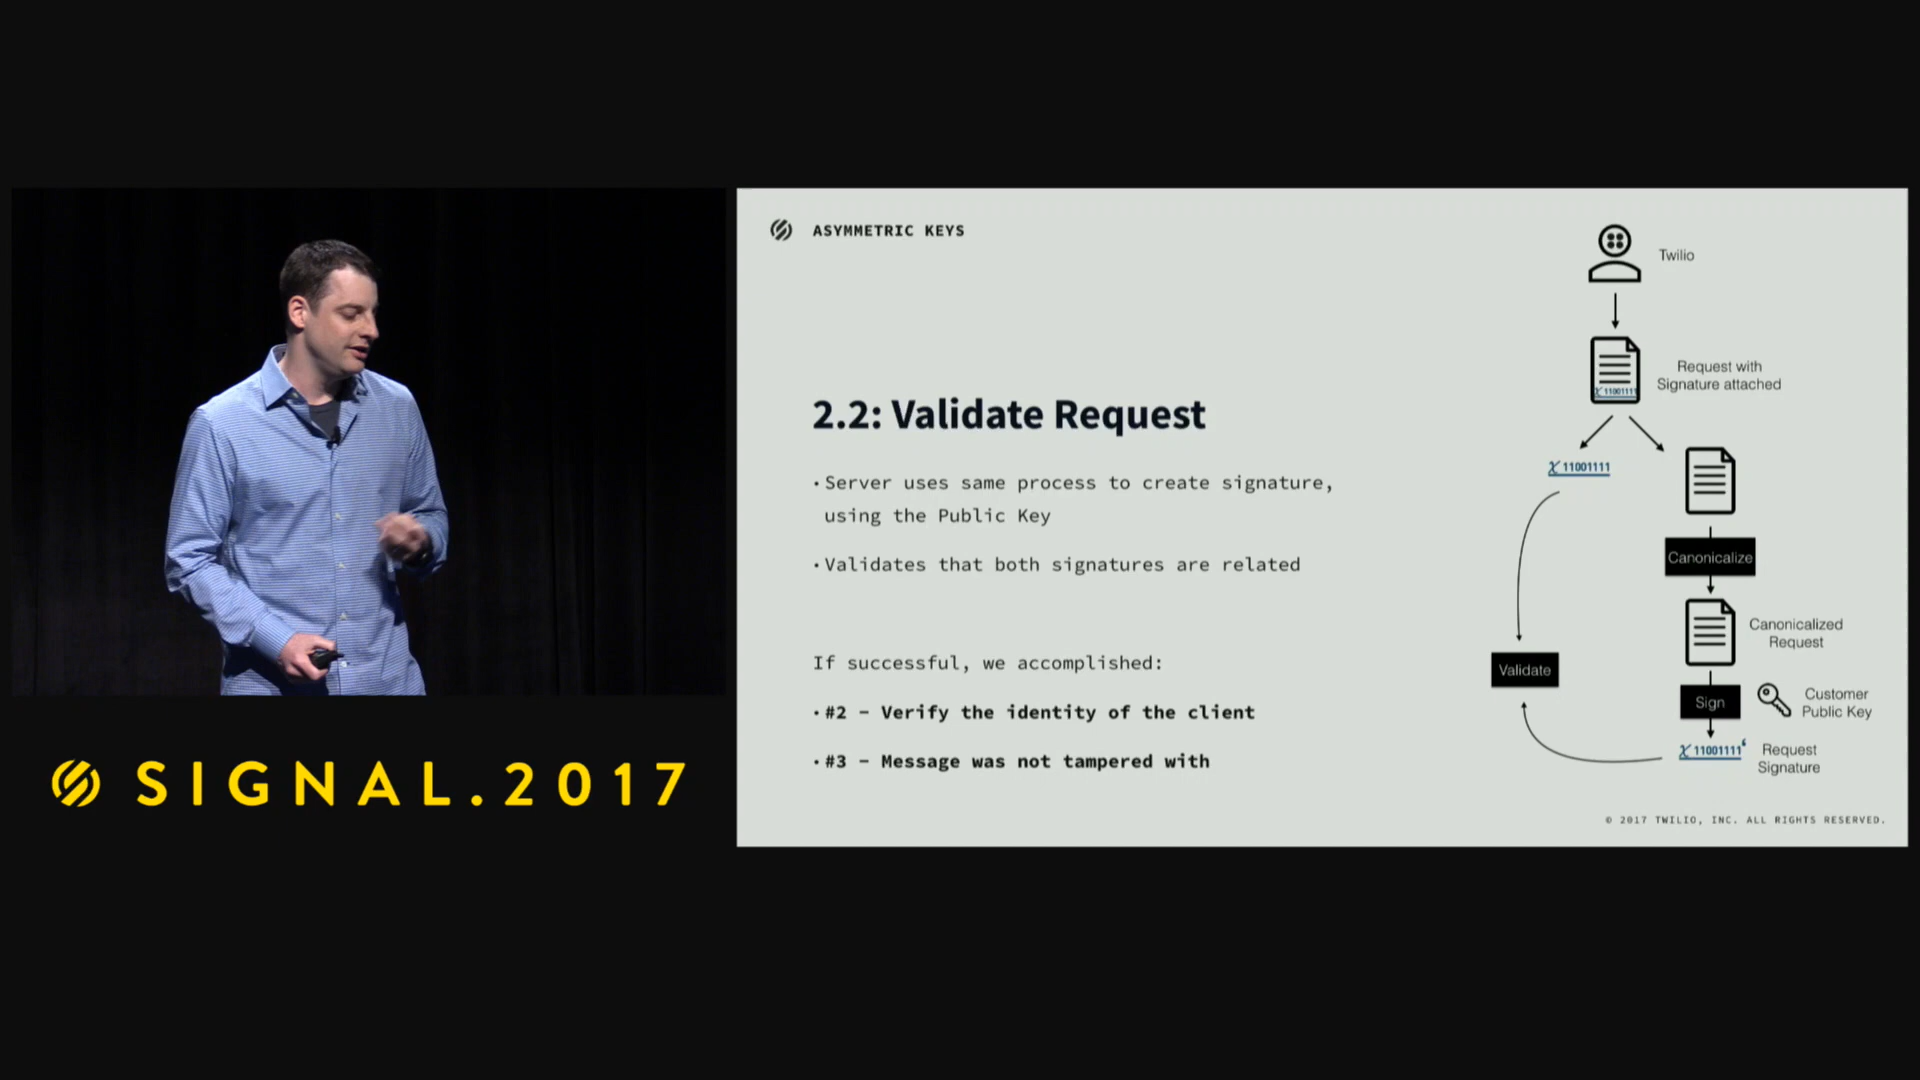 ASYMMETRIC KEYS
Twilio
Request with
Signature attached
X 11001111
2.2: Validate Request
X 11001111
• Server uses same process to create signature,
using the Public Key
• Validates that both signatures are related
Canonicalize
Canonicalized
Request
If successful, we accomplished:
Validate
• #2 – Verify the identity of the client
Sign
Customer
Public Key
• #3 – Message was not tampered with
X 11001111'
Request
Signature
SIGNAL.2017
© 2017 TWILIO, INC. ALL RIGHTS RESERVED.